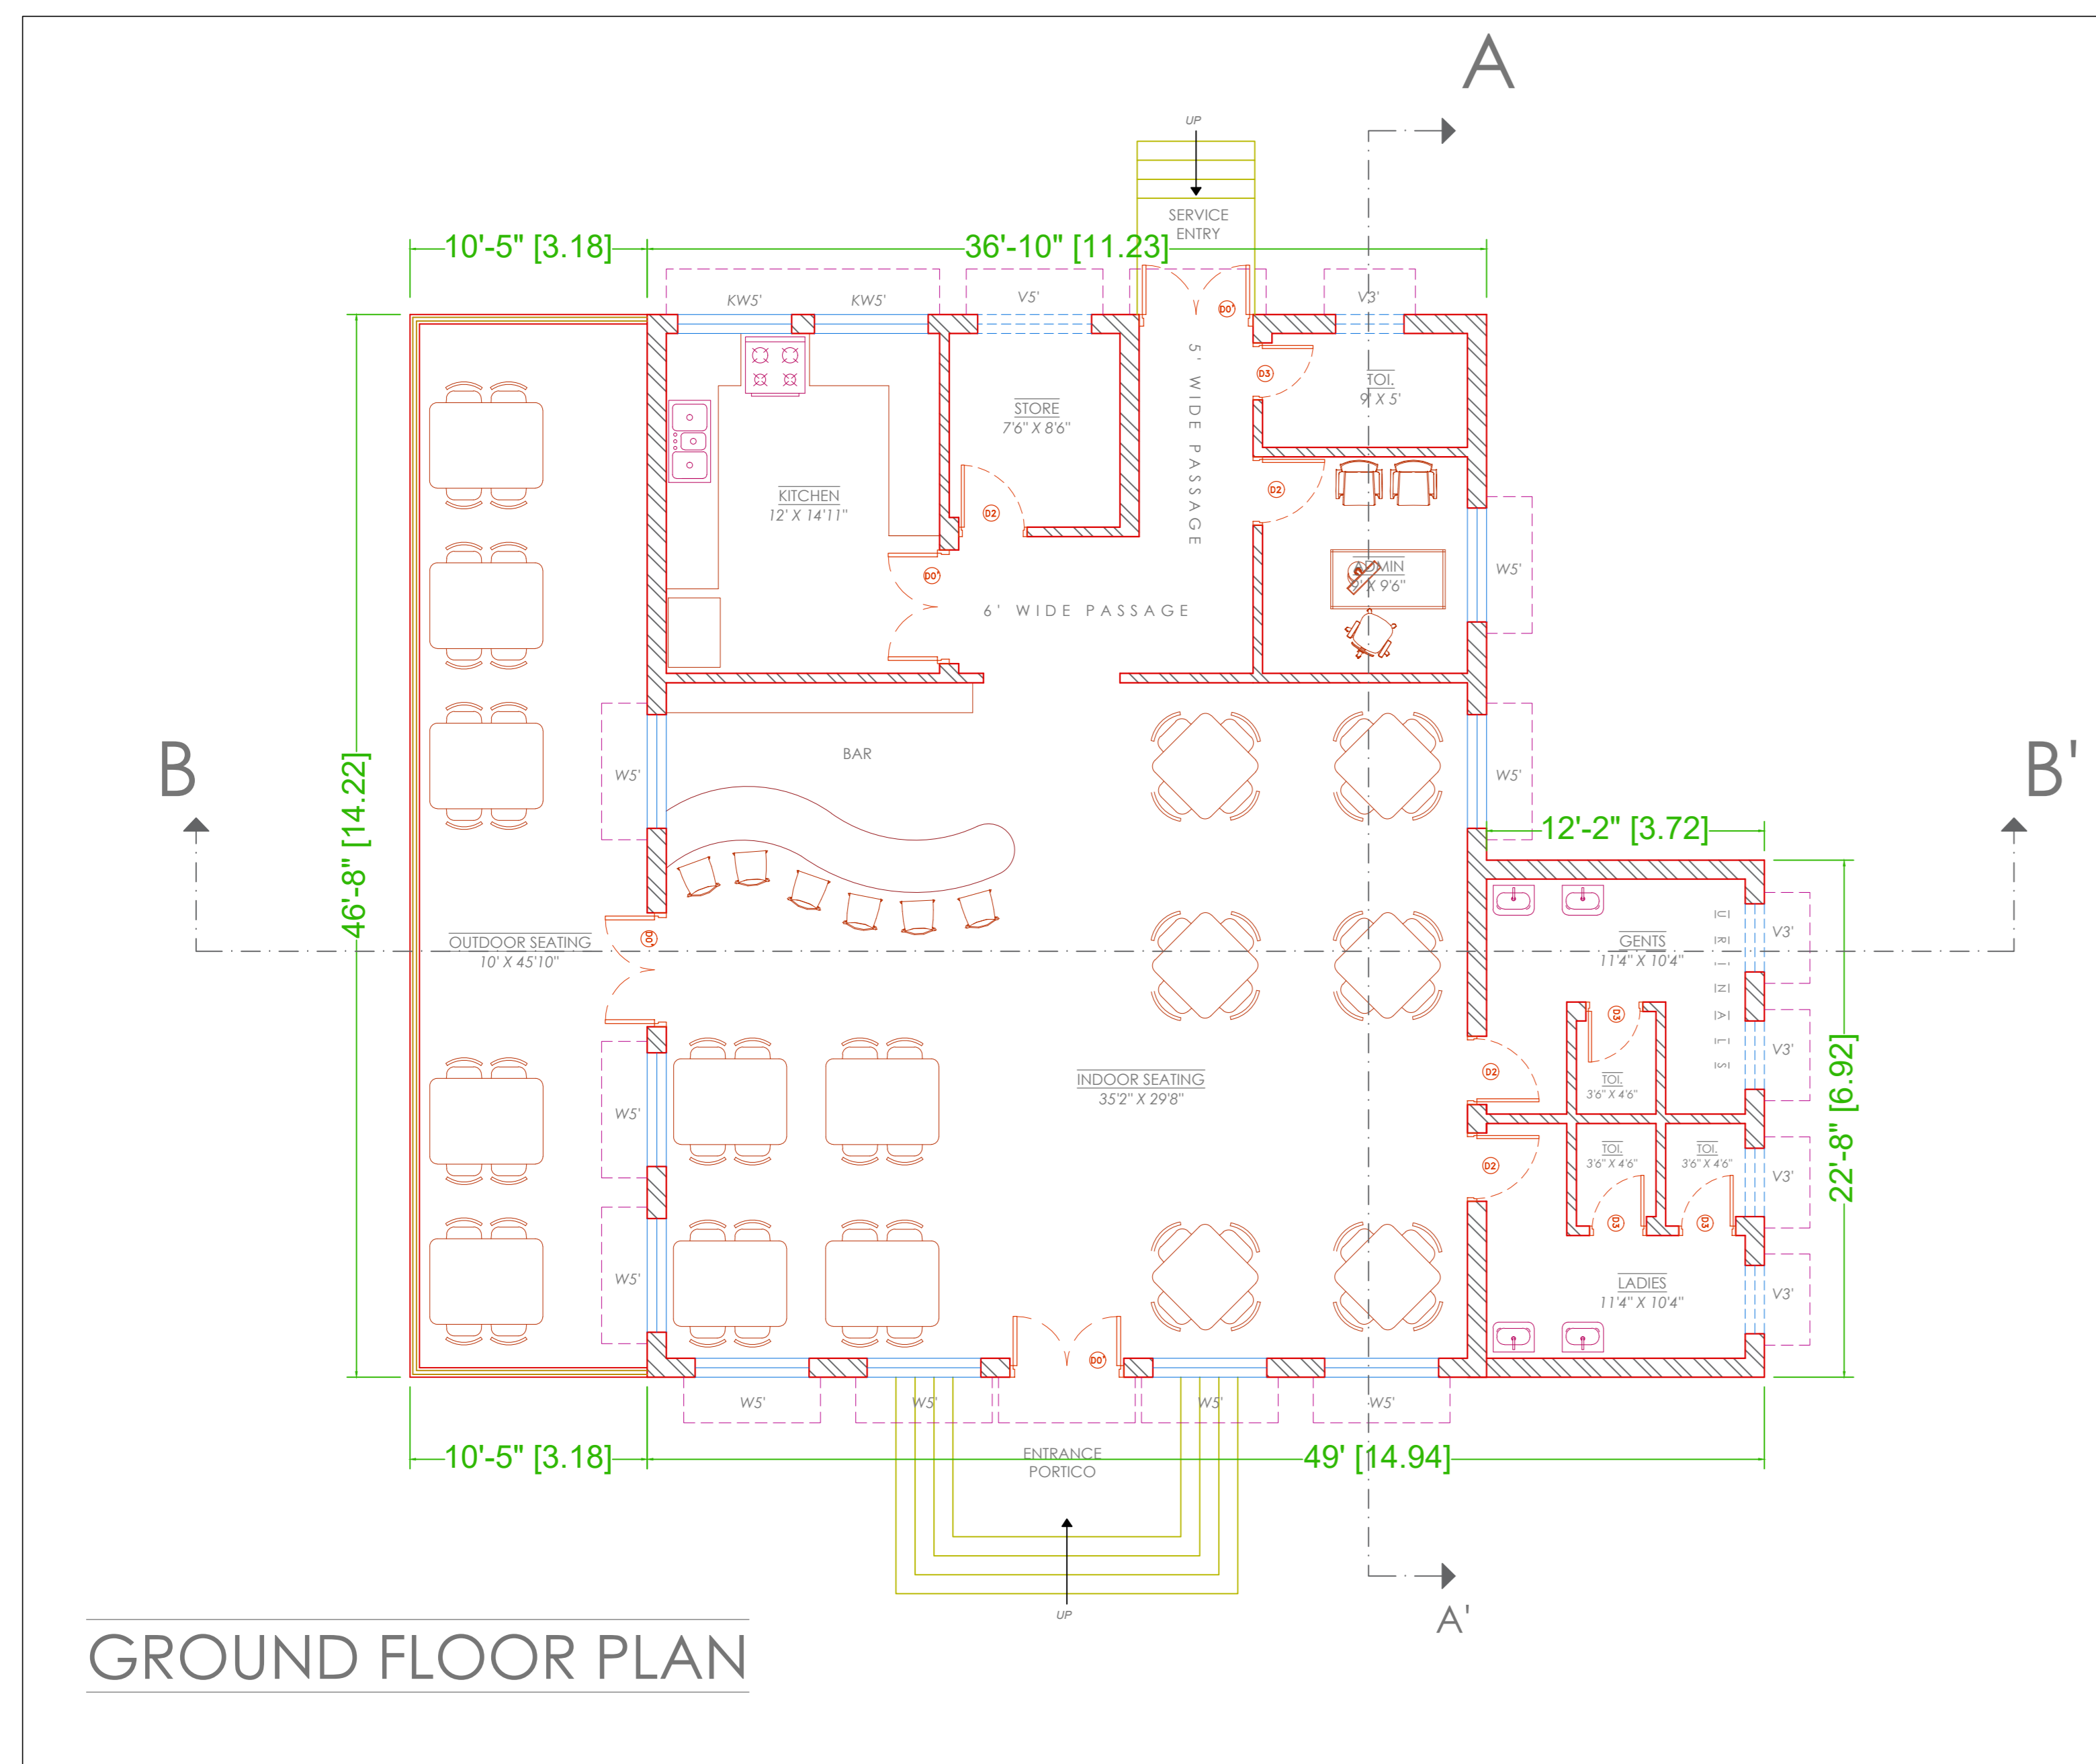 A
UP
SERVICE
ENTRY
10'-5" [3.18]
36'-10" [11.23]
KW5'
KW5'
V5'
D0'
V3'
5' WIDE PASSAGE
D3
TOI.
9' X 5'
STORE
7'6" X 8'6"
KITCHEN
12' X 14'11"
D2
D2
D0'
ADMIN
9' X 9'6"
W5'
6' WIDE PASSAGE
BAR
W5'
W5'
B
B'
46'-8" [14.22]
12'-2" [3.72]
OUTDOOR SEATING
10' X 45'10"
D0'
GENTS
11'4" X 10'4"
URINALS
V3'
V3'
D3
D2
TOI.
3'6" X 4'6"
INDOOR SEATING
35'2" X 29'8"
W5'
22'-8" [6.92]
D2
TOI.
3'6" X 4'6"
TOI.
3'6" X 4'6"
V3'
D3
D3
W5'
LADIES
11'4" X 10'4"
V3'
D0'
W5'
W5'
W5'
W5'
10'-5" [3.18]
ENTRANCE
PORTICO
49' [14.94]
UP
A'
GROUND FLOOR PLAN